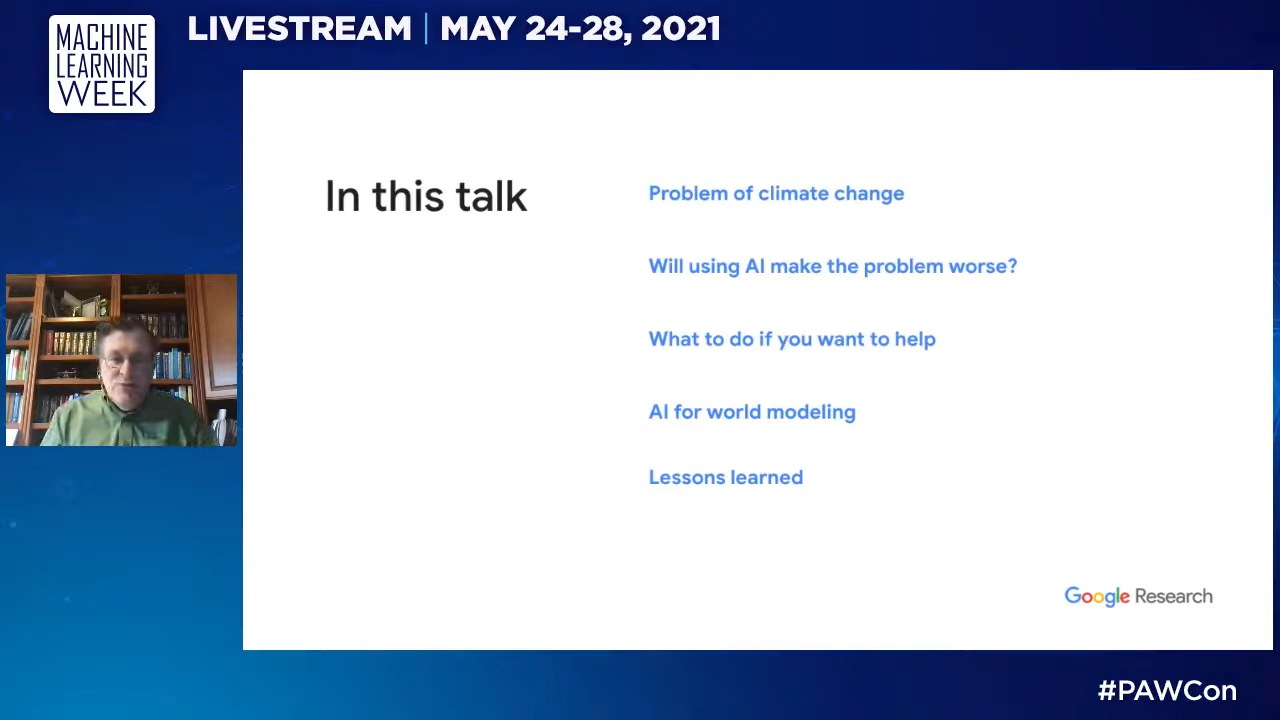 MACHINE
LEARNING
WEEK
LIVESTREAM | MAY 24-28, 2021
In this talk
Problem of climate change
Will using AI make the problem worse?
What to do if you want to help
AI for world modeling
Lessons learned
Google Research
#PAWCon